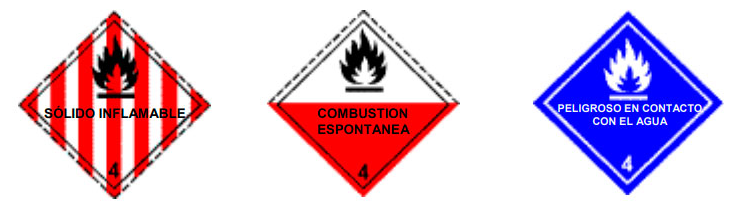 SÓLIDO INFLAMABLE
4
COMBUSTION
ESPONTANEA
4
PELIGROSO EN CONTACTO
CON EL AGUA
4